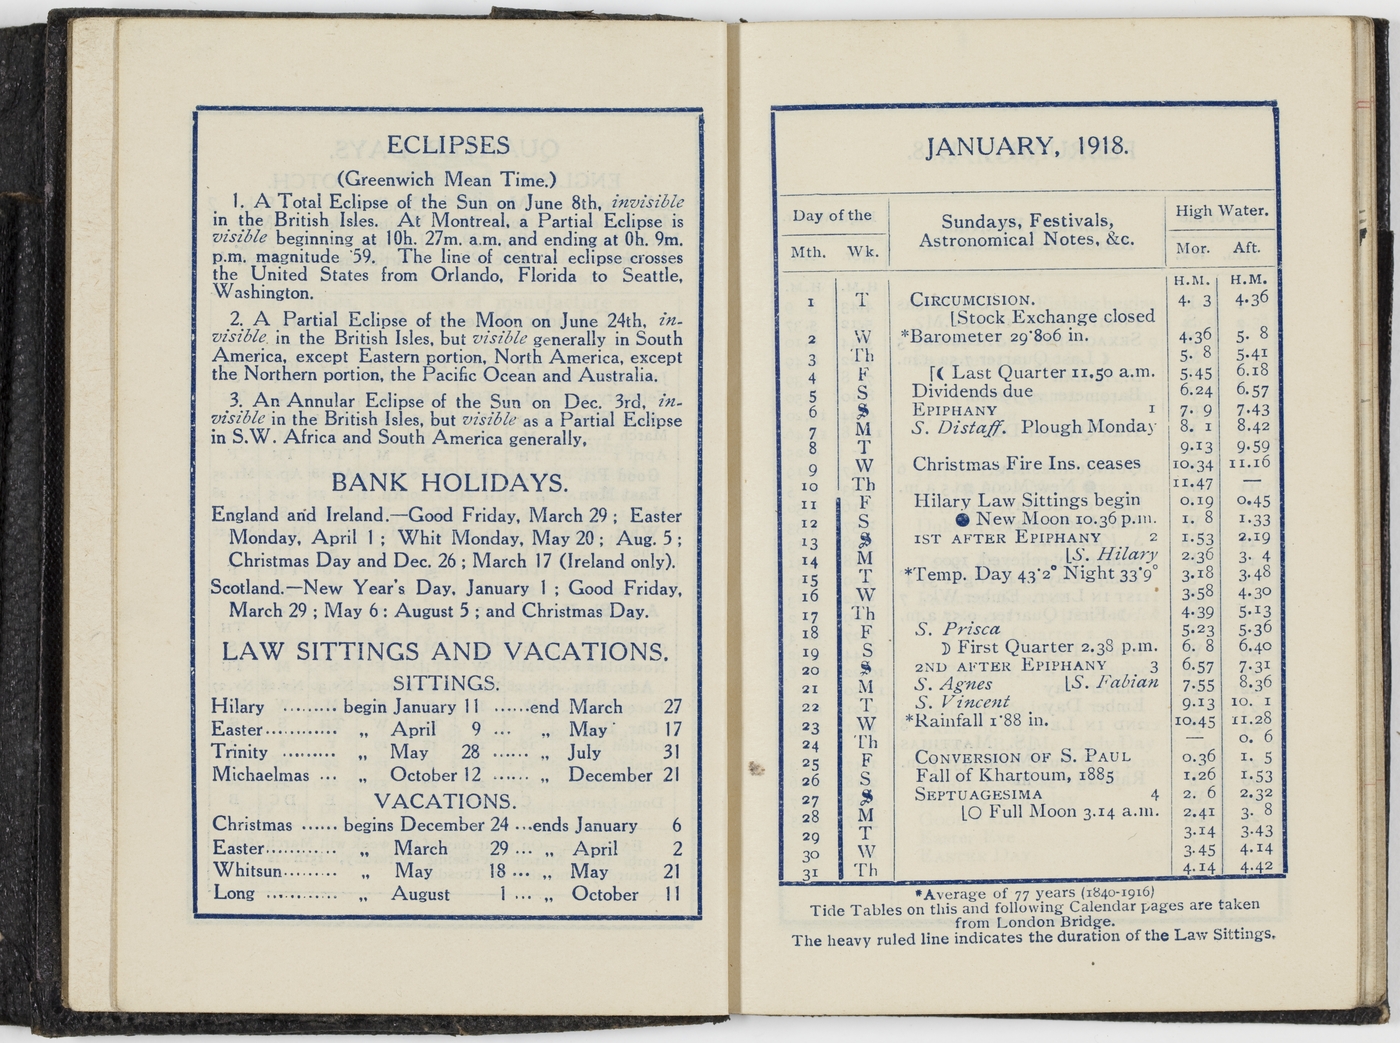 ECLIPSES
(Greenwich Mean Time.)
1. A Total Eclipse of the Sun on June 8th, invisible
in the British Isles. At Montreal, a Partial Eclipse is
visible beginning at 10h. 27m. a.m. and ending at 0h. 9m.
p.m. magnitude ·59. The line of central eclipse crosses
the United States from Orlando, Florida to Seattle,
Washington.
2. A Partial Eclipse of the Moon on June 24th, in-
visible in the British Isles, but visible generally in South
America, except Eastern portion, North America, except
the Northern portion, the Pacific Ocean and Australia.
3. An Annular Eclipse of the Sun on Dec. 3rd, in-
visible in the British Isles, but visible as a Partial Eclipse
in S.W. Africa and South America generally,
BANK HOLIDAYS.
England and Ireland.—Good Friday, March 29 ; Easter
Monday, April 1 ; Whit Monday, May 20 ; Aug. 5 ;
Christmas Day and Dec. 26 ; March 17 (Ireland only).
Scotland.—New Year's Day, January 1 ; Good Friday,
March 29 ; May 6 : August 5 ; and Christmas Day.
LAW SITTINGS AND VACATIONS.
SITTINGS.
Hilary ......... begin January 11 ......end March 27
Easter............ „ April 9 ... „ May 17
Trinity ......... „ May 28 ...... „ July 31
Michaelmas ... „ October 12 ...... „ December 21
VACATIONS.
Christmas ...... begins December 24 ...ends January 6
Easter............ „ March 29 ... „ April 2
Whitsun......... „ May 18 ... „ May 21
Long ............ „ August 1 ... „ October 11
JANUARY, 1918.
Day of the Sundays, Festivals, Astronomical Notes, &c. High Water.
Mth. Wk. Mor. Aft.
H.M. H.M.
1 T CIRCUMCISION. 4. 3 4.36
[Stock Exchange closed
2 W *Barometer 29·806 in. 4.36 5. 8
3 Th 5. 8 5.41
4 F [☾ Last Quarter 11.50 a.m. 5.45 6.18
5 S Dividends due 6.24 6.57
6 S EPIPHANY 1 7. 9 7.43
7 M S. Distaff. Plough Monday 8. 1 8.42
8 T 9.13 9.59
9 W Christmas Fire Ins. ceases 10.34 11.16
10 Th 11.47 —
11 F Hilary Law Sittings begin 0.19 0.45
12 S ● New Moon 10.36 p.m. 1. 8 1.33
13 S 1ST AFTER EPIPHANY 2 1.53 2.19
14 M [S. Hilary 2.36 3. 4
15 T *Temp. Day 43·2° Night 33·9° 3.18 3.48
16 W 3.58 4.30
17 Th 4.39 5.13
18 F S. Prisca 5.23 5.36
19 S ☽ First Quarter 2.38 p.m. 6. 8 6.40
20 S 2ND AFTER EPIPHANY 3 6.57 7.31
21 M S. Agnes [S. Fabian 7.55 8.36
22 T S. Vincent 9.13 10. 1
23 W *Rainfall 1·88 in. 10.45 11.28
24 Th — 0. 6
25 F CONVERSION OF S. PAUL 0.36 1. 5
26 S Fall of Khartoum, 1885 1.26 1.53
27 S SEPTUAGESIMA 4 2. 6 2.32
28 M [○ Full Moon 3.14 a.m. 2.41 3. 8
29 T 3.14 3.43
30 W 3.45 4.14
31 Th 4.14 4.42
*Average of 77 years (1840-1916)
Tide Tables on this and following Calendar pages are taken
from London Bridge.
The heavy ruled line indicates the duration of the Law Sittings.